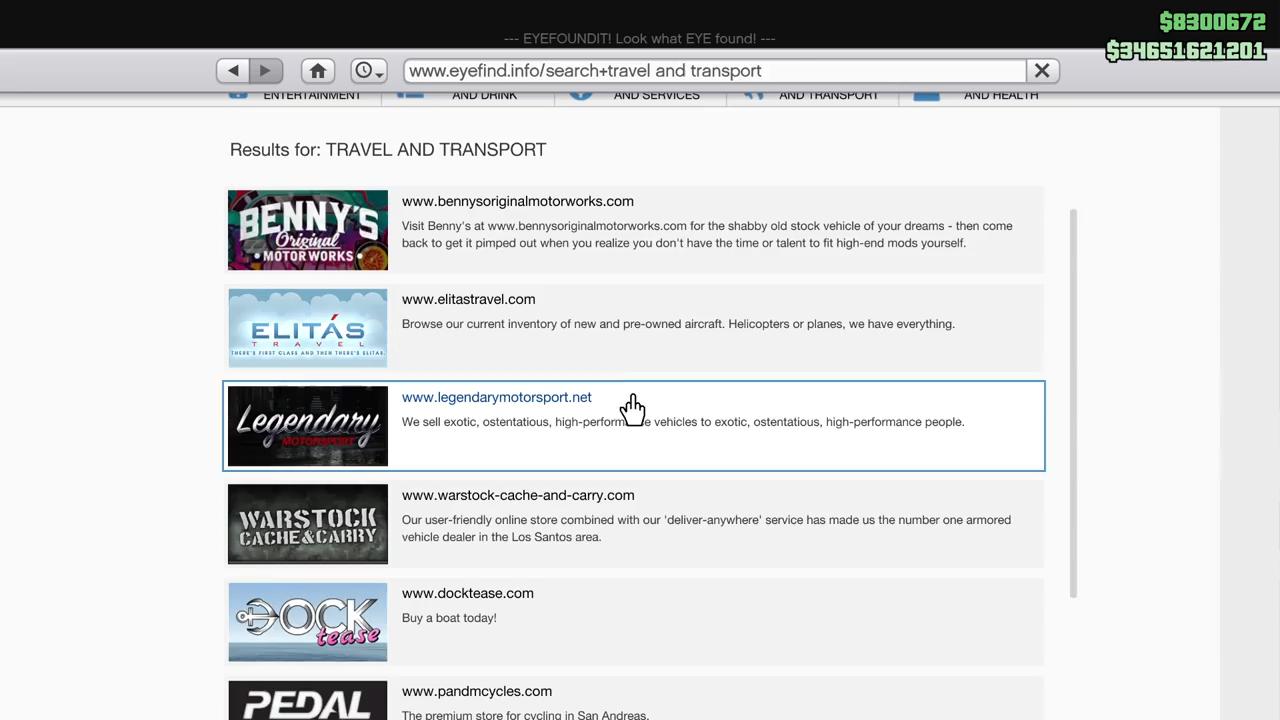 $8300672
--- EYEFOUNDIT! Look what EYE found! ---
$34651621201
www.eyefind.info/search+travel and transport
ENTERTAINMENT AND DRINK AND SERVICES AND TRANSPORT AND HEALTH
Results for: TRAVEL AND TRANSPORT
BENNY'S
Original
• MOTOR WORKS •
www.bennysoriginalmotorworks.com
Visit Benny's at www.bennysoriginalmotorworks.com for the shabby old stock vehicle of your dreams - then come
back to get it pimped out when you realize you don't have the time or talent to fit high-end mods yourself.
ELITÁS
TRAVEL
THERE'S FIRST CLASS AND THEN THERE'S ELITAS.
www.elitastravel.com
Browse our current inventory of new and pre-owned aircraft. Helicopters or planes, we have everything.
Legendary
MOTORSPORT
www.legendarymotorsport.net
We sell exotic, ostentatious, high-performance vehicles to exotic, ostentatious, high-performance people.
WARSTOCK
CACHE&CARRY
www.warstock-cache-and-carry.com
Our user-friendly online store combined with our 'deliver-anywhere' service has made us the number one armored
vehicle dealer in the Los Santos area.
DOCK
tease
www.docktease.com
Buy a boat today!
PEDAL
www.pandmcycles.com
The premium store for cycling in San Andreas.